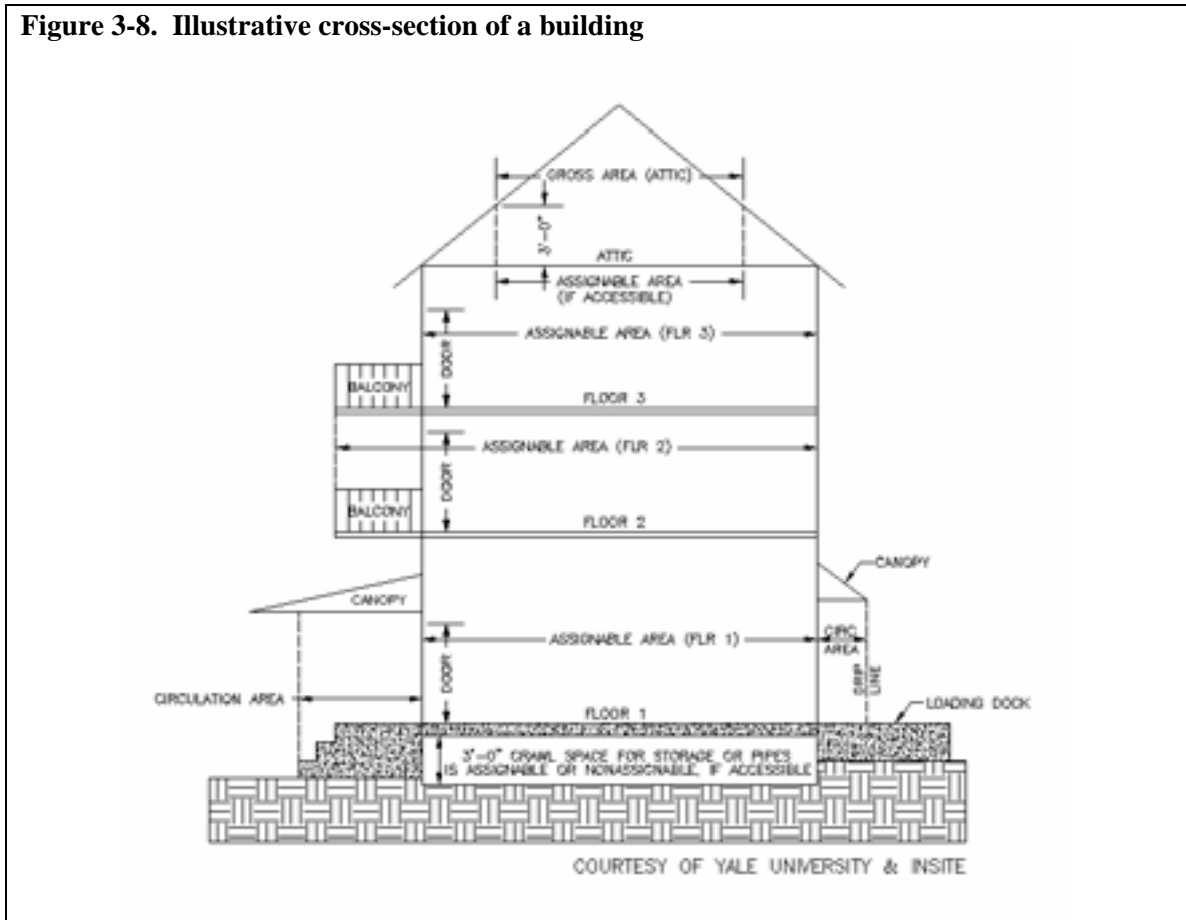 Figure 3-8.  Illustrative cross-section of a building
GROSS AREA (ATTIC)
3'-0"
ATTIC
ASSIGNABLE AREA
(IF ACCESSIBLE)
DOOR
ASSIGNABLE AREA (FLR 3)
BALCONY
FLOOR 3
ASSIGNABLE AREA (FLR 2)
DOOR
BALCONY
FLOOR 2
CANOPY
CANOPY
DOOR
ASSIGNABLE AREA (FLR 1)
CIRC
AREA
DRIP
LINE
CIRCULATION AREA
FLOOR 1
LOADING DOCK
3'-0" CRAWL SPACE FOR STORAGE OR PIPES
IS ASSIGNABLE OR NONASSIGNABLE, IF ACCESSIBLE
COURTESY OF YALE UNIVERSITY & INSITE